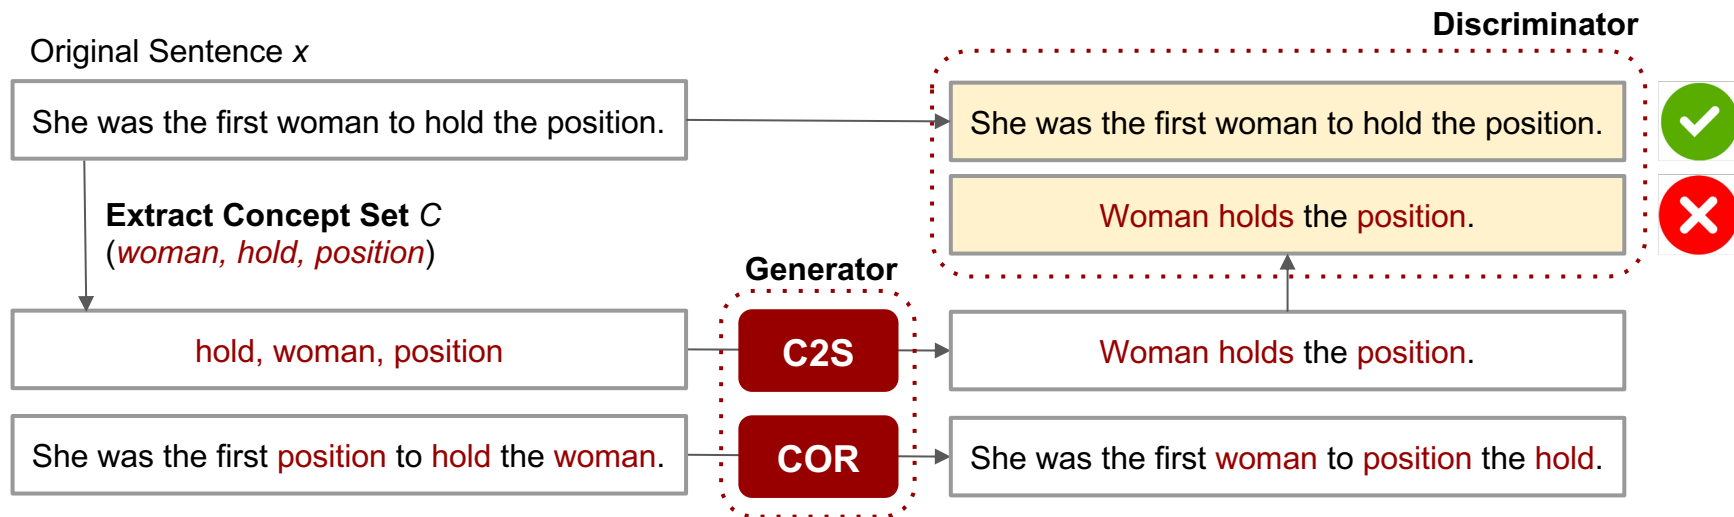 Discriminator
Original Sentence x
She was the first woman to hold the position.
She was the first woman to hold the position.
Extract Concept Set C
(woman, hold, position)
Woman holds the position.
Generator
hold, woman, position
C2S
Woman holds the position.
She was the first position to hold the woman.
COR
She was the first woman to position the hold.